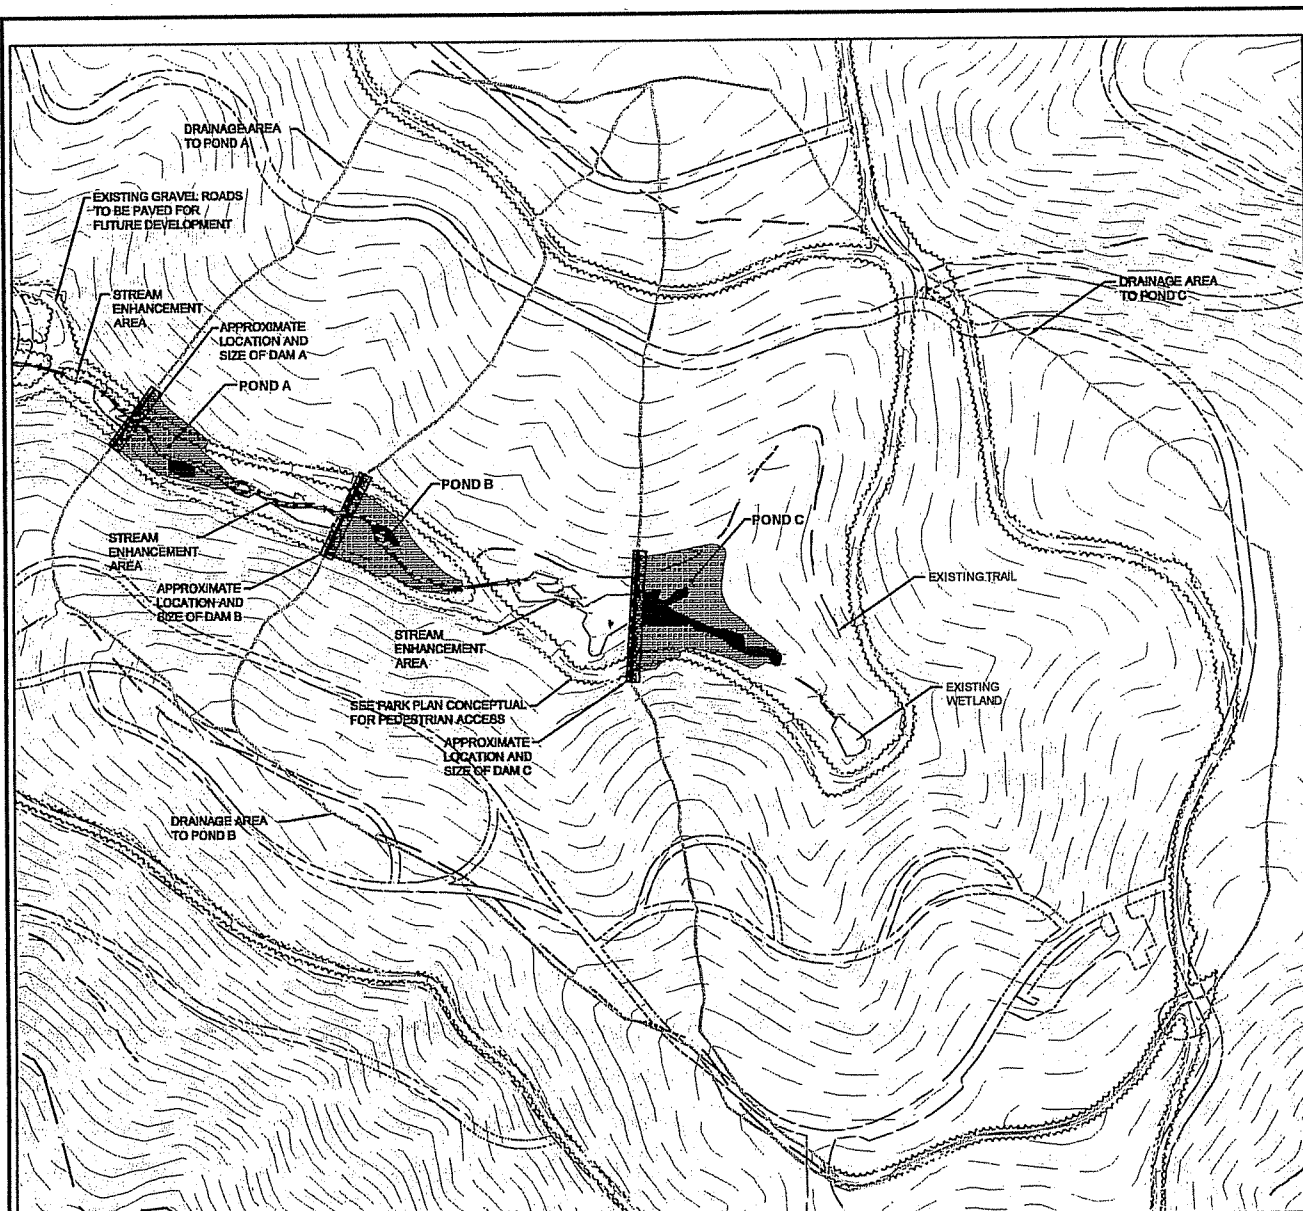 DRAINAGE AREA
TO POND A
EXISTING GRAVEL ROADS
TO BE PAVED FOR
FUTURE DEVELOPMENT
STREAM
ENHANCEMENT
AREA
APPROXIMATE
LOCATION AND
SIZE OF DAM A
POND A
DRAINAGE AREA
TO POND C
POND B
POND C
STREAM
ENHANCEMENT
AREA
APPROXIMATE
LOCATION AND
SIZE OF DAM B
EXISTING TRAIL
STREAM
ENHANCEMENT
AREA
EXISTING
WETLAND
SEE PARK PLAN CONCEPTUAL
FOR PEDESTRIAN ACCESS
APPROXIMATE
LOCATION AND
SIZE OF DAM C
DRAINAGE AREA
TO POND B